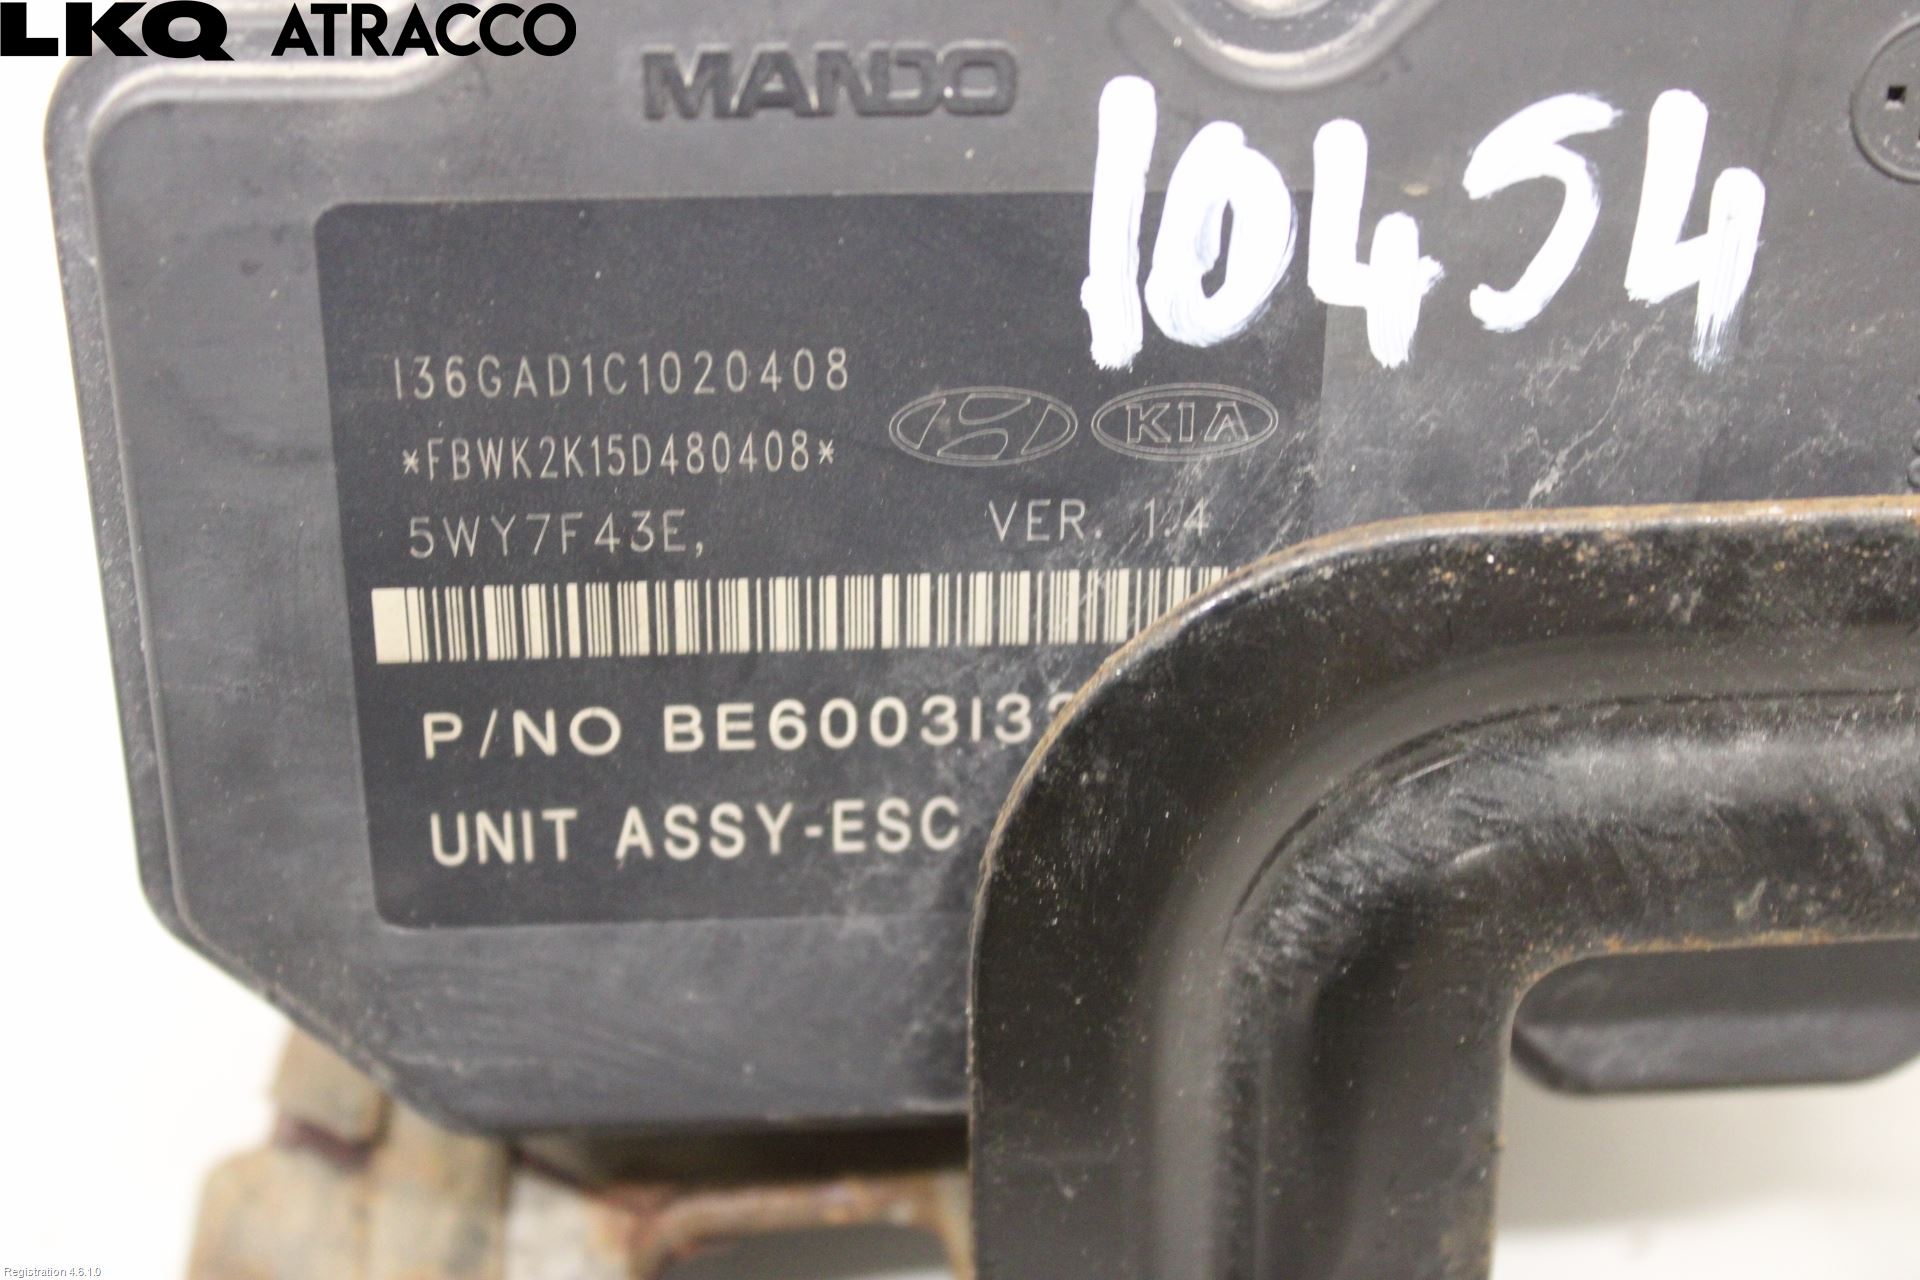 LKQ ATRACCO
MANDO
10454
I36GAD1C1020408
*FBWK2K15D480408*
KIA
5WY7F43E, VER. 1.4
P/NO BE6003I3
UNIT ASSY-ESC
Registration 4.6.1.0